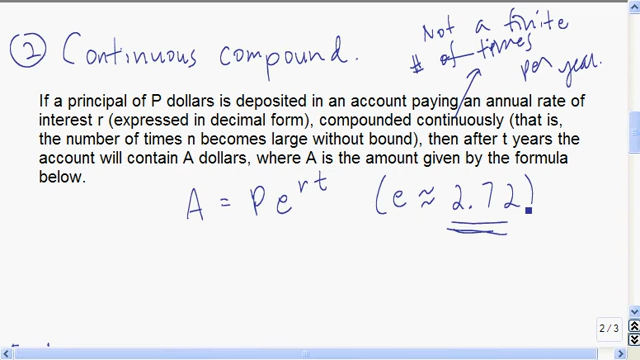 ② Continuous compound.
Not a finite
# of times
per year.
If a principal of P dollars is deposited in an account paying an annual rate of
interest r (expressed in decimal form), compounded continuously (that is,
the number of times n becomes large without bound), then after t years the
account will contain A dollars, where A is the amount given by the formula
below.
A = Pe^{rt} (e ≈ 2.72)
2 / 3